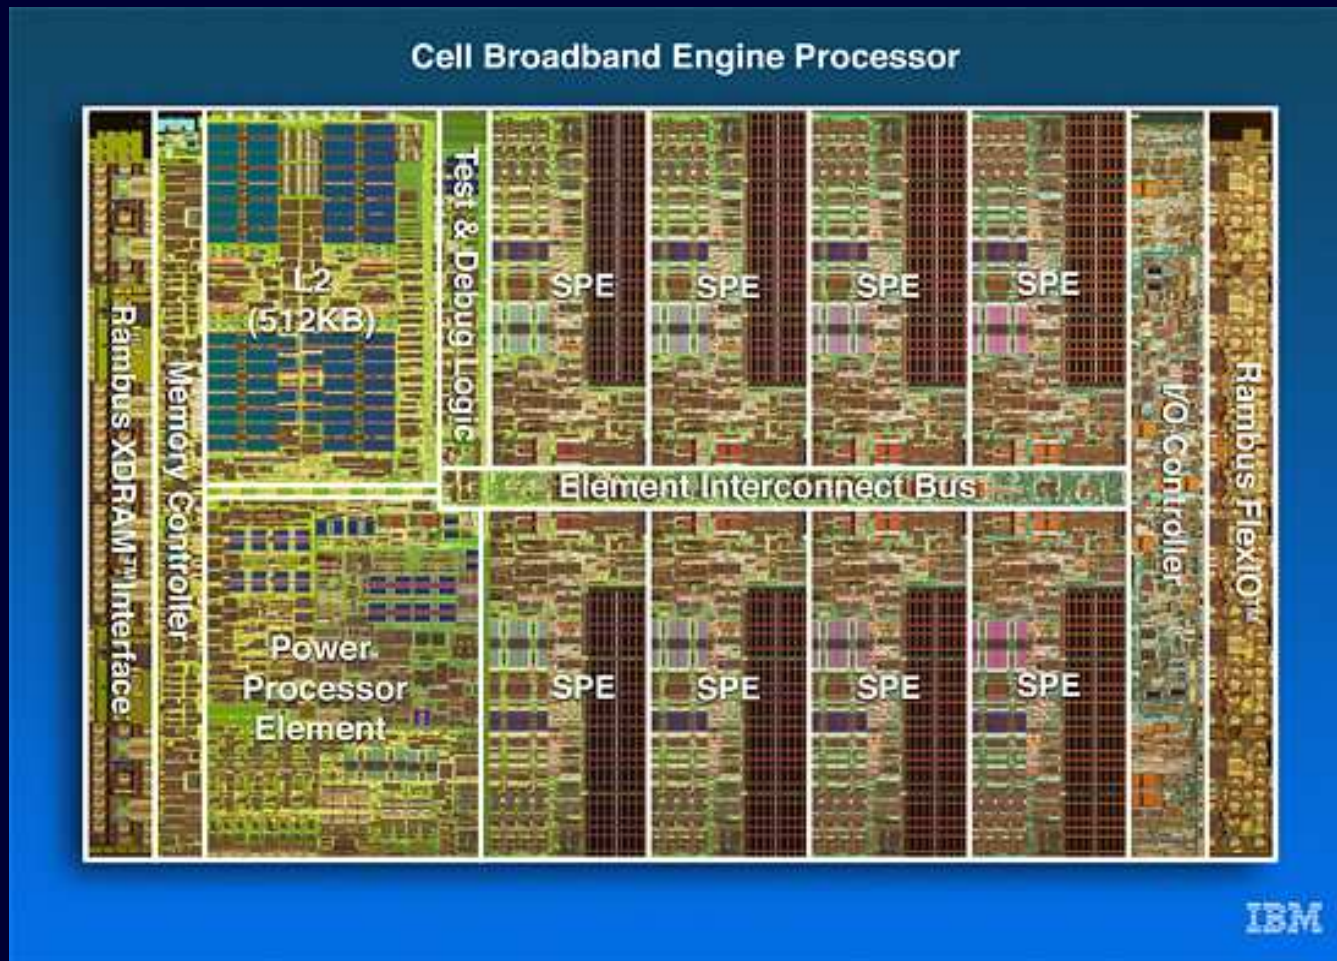 Cell Broadband Engine Processor
Rambus XDRAM™ Interface
Memory Controller
L2
(512KB)
Test & Debug Logic
SPE
SPE
SPE
SPE
I/O Controller
Rambus FlexIO™
Element Interconnect Bus
Power
Processor
Element
SPE
SPE
SPE
SPE
IBM